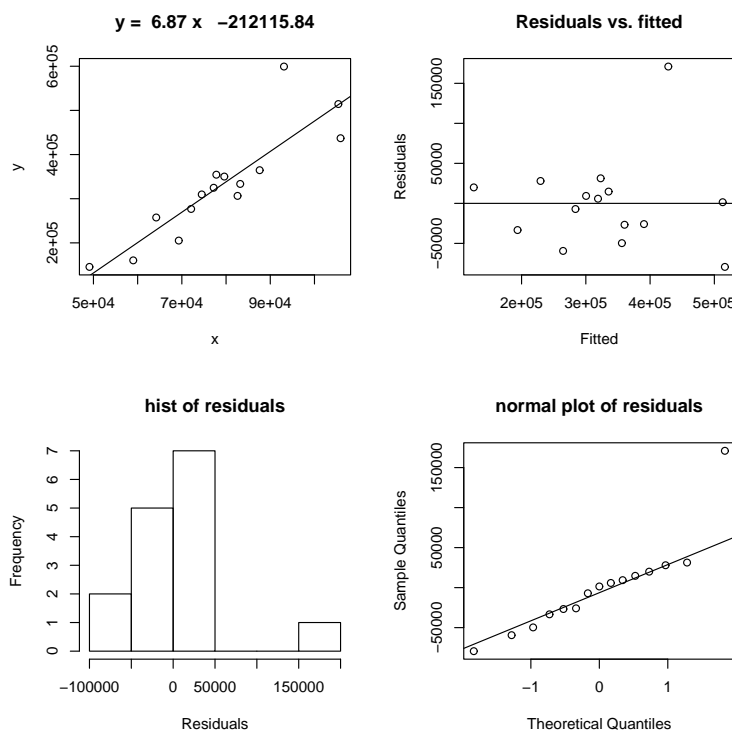 y =  6.87 x   −212115.84
y
2e+05
4e+05
6e+05
5e+04
7e+04
9e+04
x
Residuals vs. fitted
Residuals
−50000
50000
150000
2e+05
3e+05
4e+05
5e+05
Fitted
hist of residuals
Frequency
0
1
2
3
4
5
6
7
−100000
0
50000
150000
Residuals
normal plot of residuals
Sample Quantiles
−50000
50000
150000
−1
0
1
Theoretical Quantiles